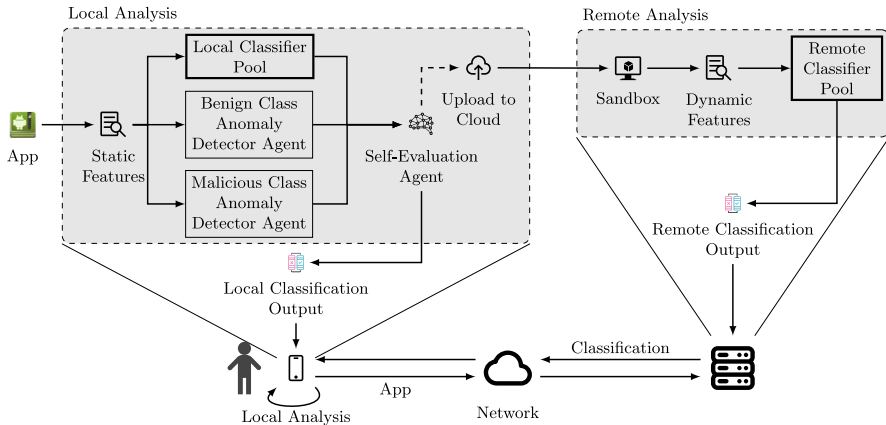 Local Analysis
Remote Analysis
Local Classifier
Pool
Benign Class
Anomaly
Detector Agent
Malicious Class
Anomaly
Detector Agent
App
Static
Features
Self-Evaluation
Agent
Upload to
Cloud
Sandbox
Dynamic
Features
Remote
Classifier
Pool
Local Classification
Output
Remote Classification
Output
Classification
App
Network
Local Analysis